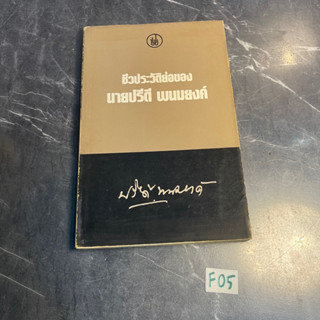 ชีวประวัติย่อของ
นายปรีดี พนมยงค์
ปรีดี พนมยงค์
F05